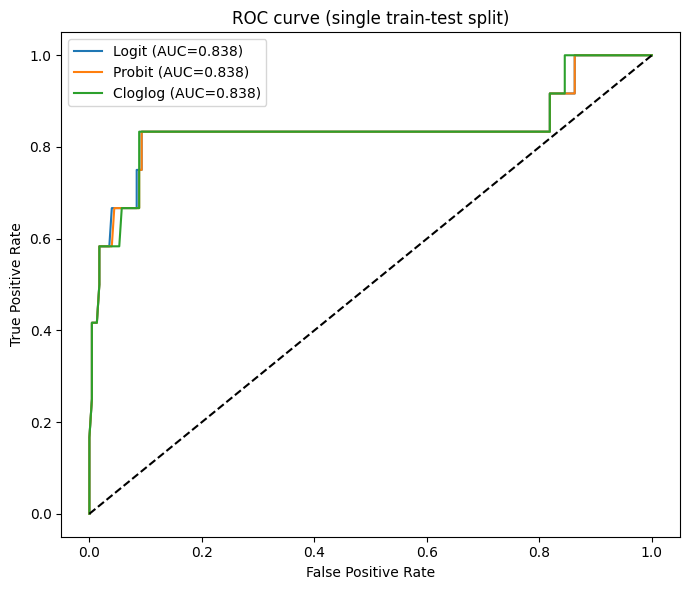 ROC curve (single train-test split)
Logit (AUC=0.838)
Probit (AUC=0.838)
Cloglog (AUC=0.838)
True Positive Rate
1.0
0.8
0.6
0.4
0.2
0.0
0.0 0.2 0.4 0.6 0.8 1.0
False Positive Rate